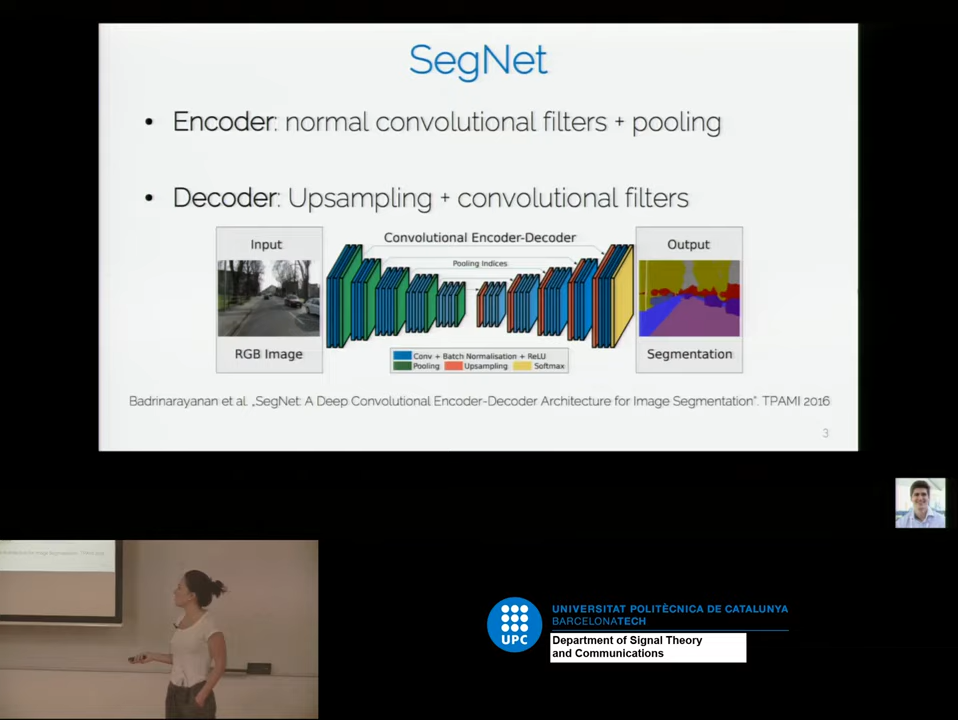 SegNet
• Encoder: normal convolutional filters + pooling
• Decoder: Upsampling + convolutional filters
Input
Convolutional Encoder-Decoder
Output
Pooling Indices
RGB Image
Conv + Batch Normalisation + ReLU
Pooling Upsampling Softmax
Segmentation
Badrinarayanan et al. „SegNet: A Deep Convolutional Encoder-Decoder Architecture for Image Segmentation“. TPAMI 2016
3
UPC
UNIVERSITAT POLITÈCNICA DE CATALUNYA
BARCELONATECH
Department of Signal Theory
and Communications